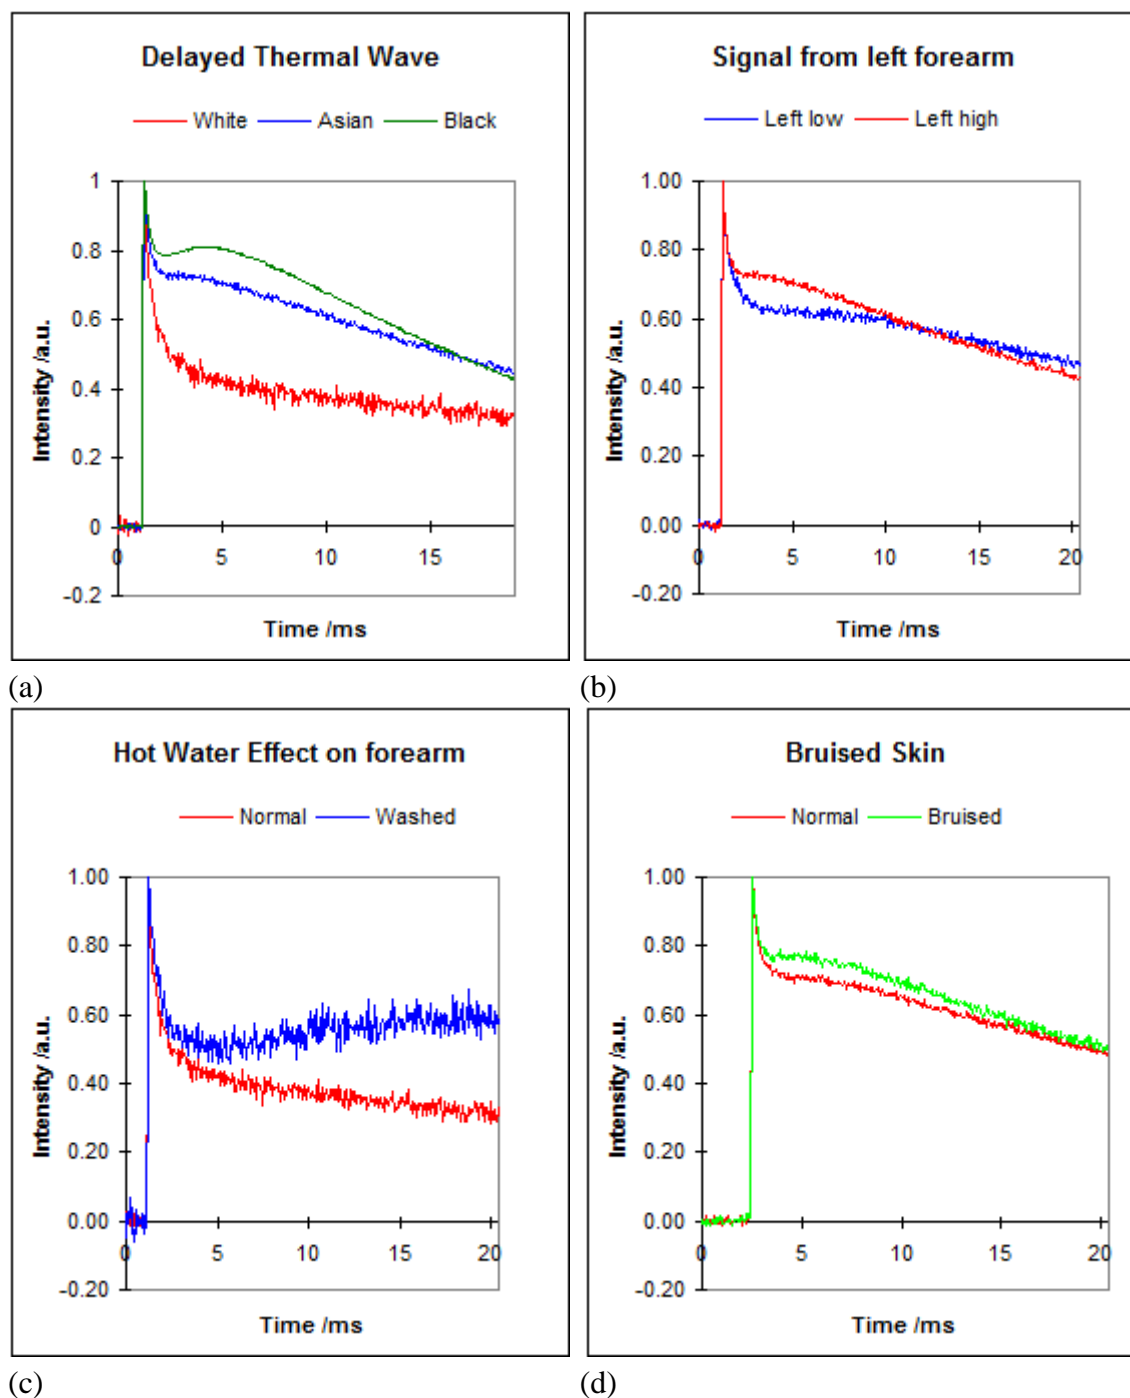 Delayed Thermal Wave
White Asian Black
1
0.8
0.6
0.4
0.2
0
-0.2
0 5 10 15
Intensity /a.u.
Time /ms
(a)
Signal from left forearm
Left low Left high
1.00
0.80
0.60
0.40
0.20
0.00
-0.20
0 5 10 15 20
Intensity /a.u.
Time /ms
(b)
Hot Water Effect on forearm
Normal Washed
1.00
0.80
0.60
0.40
0.20
0.00
-0.20
0 5 10 15 20
Intensity /a.u.
Time /ms
(c)
Bruised Skin
Normal Bruised
1.00
0.80
0.60
0.40
0.20
0.00
-0.20
0 5 10 15 20
Intensity /a.u.
Time /ms
(d)